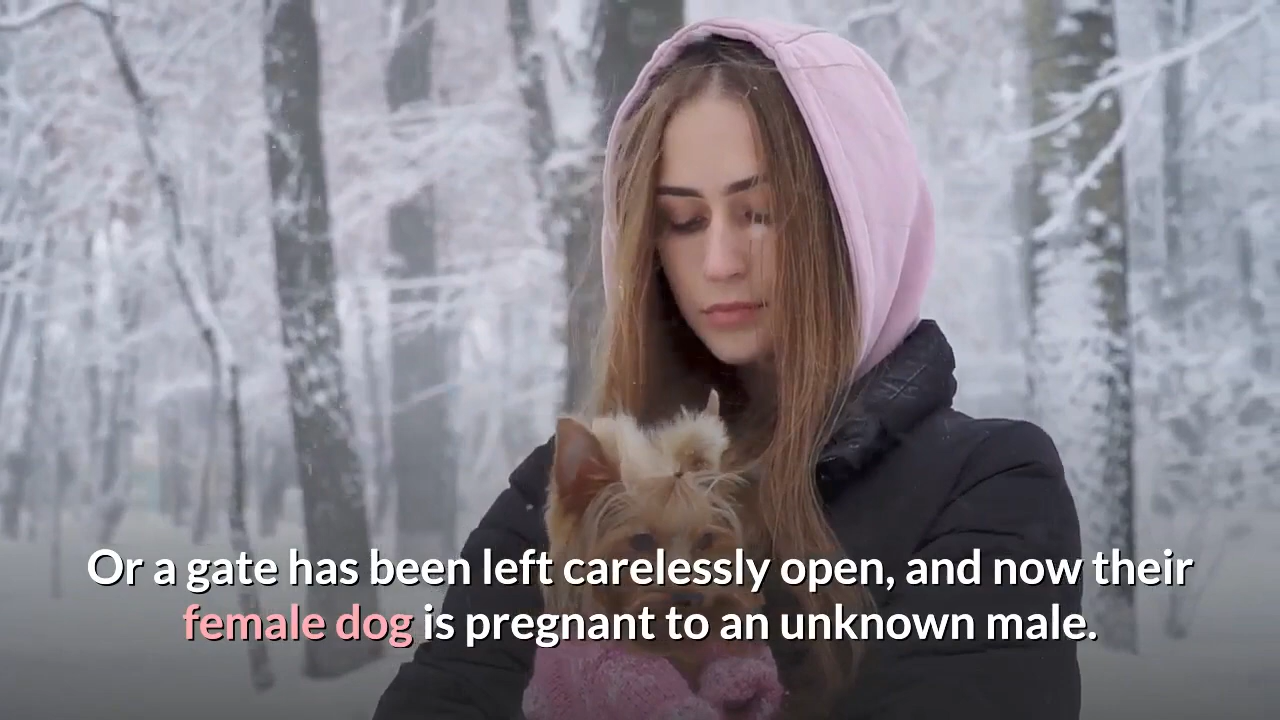 Or a gate has been left carelessly open, and now their
female dog is pregnant to an unknown male.